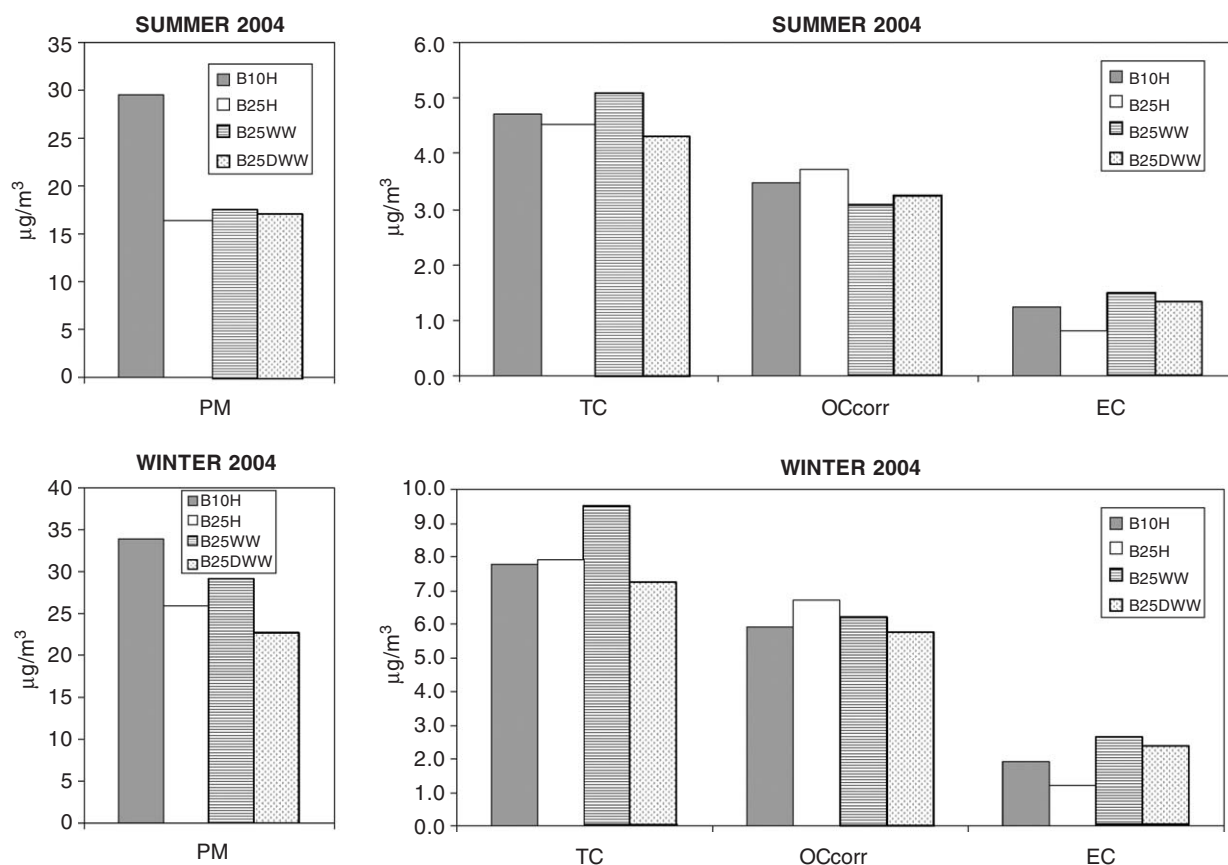 SUMMER 2004
35
30
25
20
15
10
5
0
µg/m³
B10H
B25H
B25WW
B25DWW
PM
SUMMER 2004
6.0
5.0
4.0
3.0
2.0
1.0
0.0
µg/m³
B10H
B25H
B25WW
B25DWW
TC OCcorr EC
WINTER 2004
40
35
30
25
20
15
10
5
0
µg/m³
B10H
B25H
B25WW
B25DWW
PM
WINTER 2004
10.0
9.0
8.0
7.0
6.0
5.0
4.0
3.0
2.0
1.0
0.0
µg/m³
B10H
B25H
B25WW
B25DWW
TC OCcorr EC